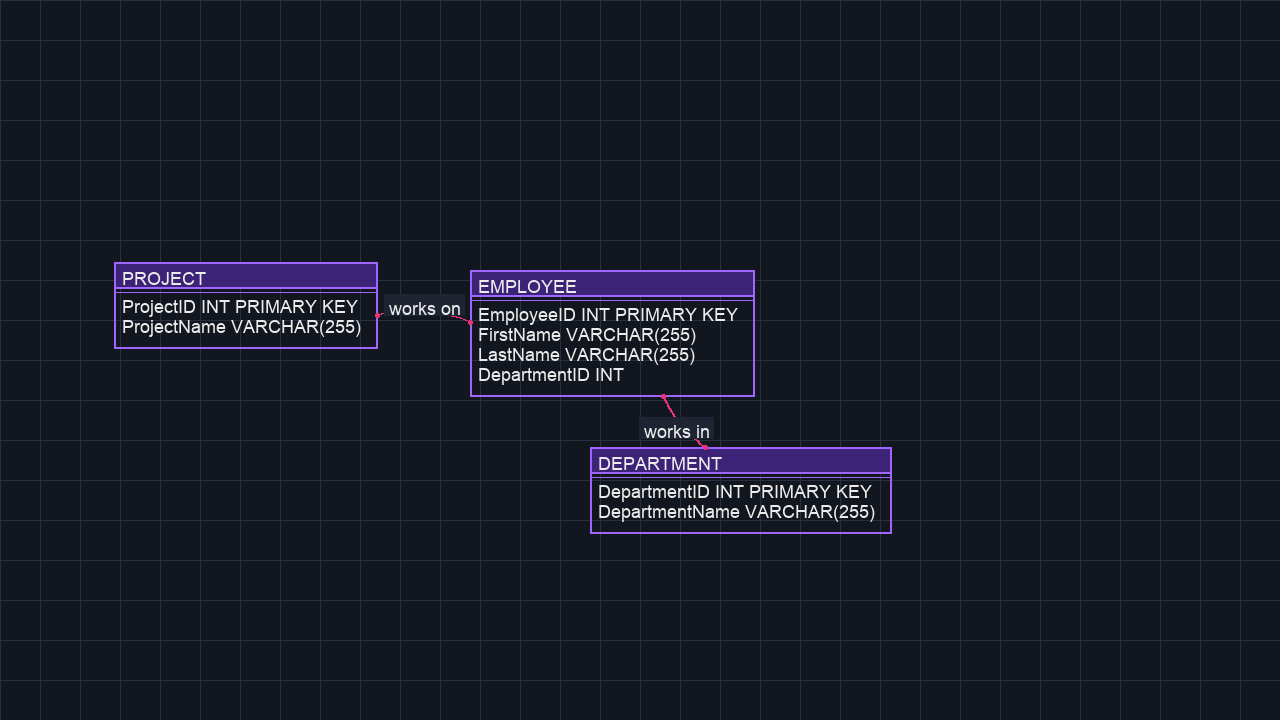 PROJECT
ProjectID INT PRIMARY KEY
ProjectName VARCHAR(255)
works on
EMPLOYEE
EmployeeID INT PRIMARY KEY
FirstName VARCHAR(255)
LastName VARCHAR(255)
DepartmentID INT
works in
DEPARTMENT
DepartmentID INT PRIMARY KEY
DepartmentName VARCHAR(255)